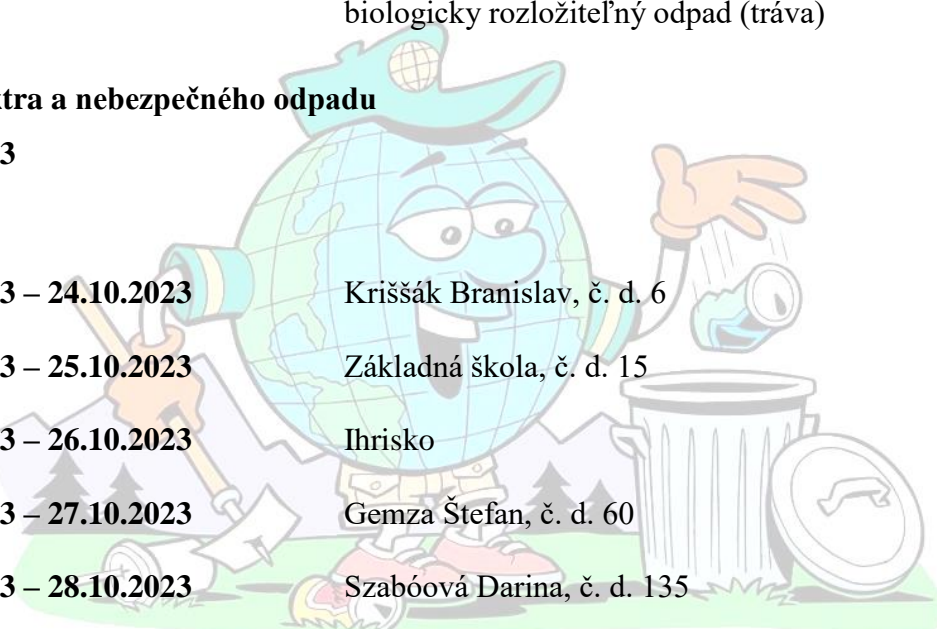 biologicky rozložiteľný odpad (tráva)
ktra a nebezpečného odpadu
3
3 – 24.10.2023 Kriššák Branislav, č. d. 6
3 – 25.10.2023 Základná škola, č. d. 15
3 – 26.10.2023 Ihrisko
3 – 27.10.2023 Gemza Štefan, č. d. 60
3 – 28.10.2023 Szabóová Darina, č. d. 135